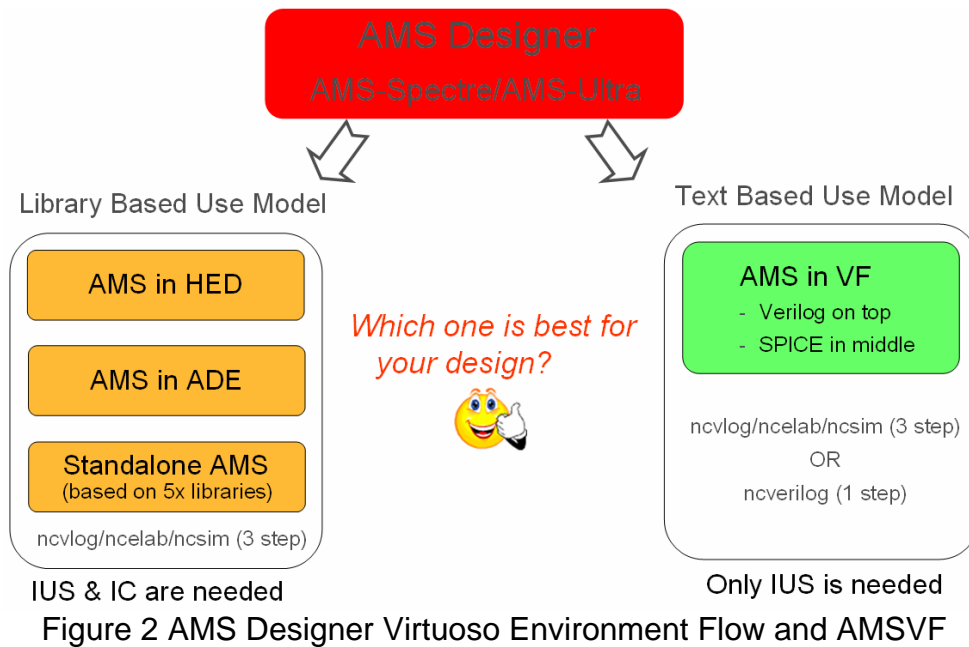 AMS Designer
AMS-Spectre/AMS-Ultra
Library Based Use Model
AMS in HED
AMS in ADE
Standalone AMS
(based on 5x libraries)
ncvlog/ncelab/ncsim (3 step)
IUS & IC are needed
Which one is best for
your design?
Text Based Use Model
AMS in VF
- Verilog on top
- SPICE in middle
ncvlog/ncelab/ncsim (3 step)
OR
ncverilog (1 step)
Only IUS is needed
Figure 2 AMS Designer Virtuoso Environment Flow and AMSVF